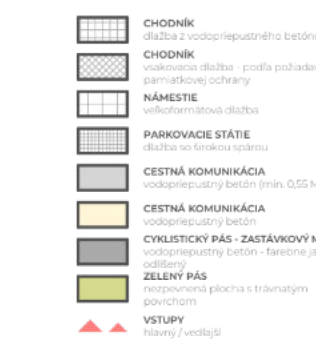 CHODNÍK
dlažba z vodopriepustného betónu
CHODNÍK
vsakovacia dlažba - podľa požiadav
pamiatkovej ochrany
NÁMESTIE
veľkoformátová dlažba
PARKOVACIE STÁTIE
dlažba so širokou spárou
CESTNÁ KOMUNIKÁCIA
vodopriepustný betón (min. 0,55 M
CESTNÁ KOMUNIKÁCIA
vodopriepustný betón
CYKLISTICKÝ PÁS - ZASTÁVKOVÝ M
vodopriepustný betón - farebne ja
odlíšený
ZELENÝ PÁS
nezpevnená plocha s trávnatým
povrchom
VSTUPY
hlavný / vedľajší